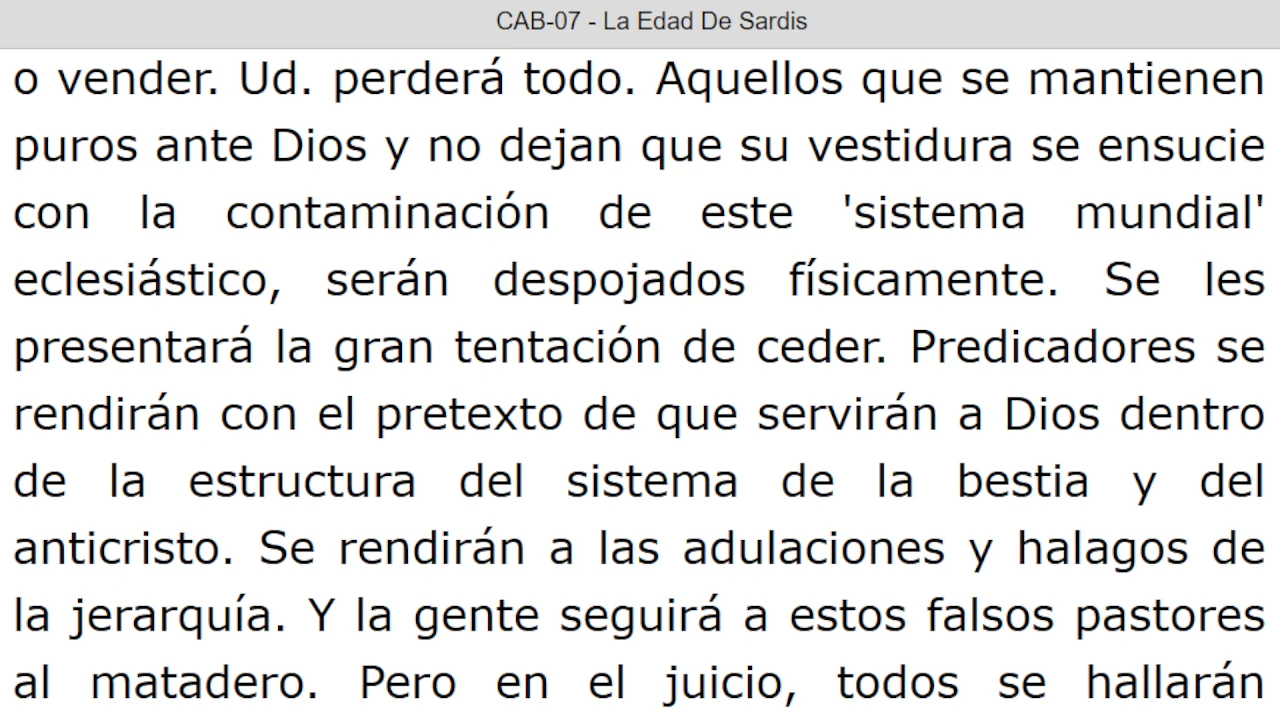 CAB-07 - La Edad De Sardis
o vender. Ud. perderá todo. Aquellos que se mantienen
puros ante Dios y no dejan que su vestidura se ensucie
con la contaminación de este 'sistema mundial'
eclesiástico, serán despojados físicamente. Se les
presentará la gran tentación de ceder. Predicadores se
rendirán con el pretexto de que servirán a Dios dentro
de la estructura del sistema de la bestia y del
anticristo. Se rendirán a las adulaciones y halagos de
la jerarquía. Y la gente seguirá a estos falsos pastores
al matadero. Pero en el juicio, todos se hallarán